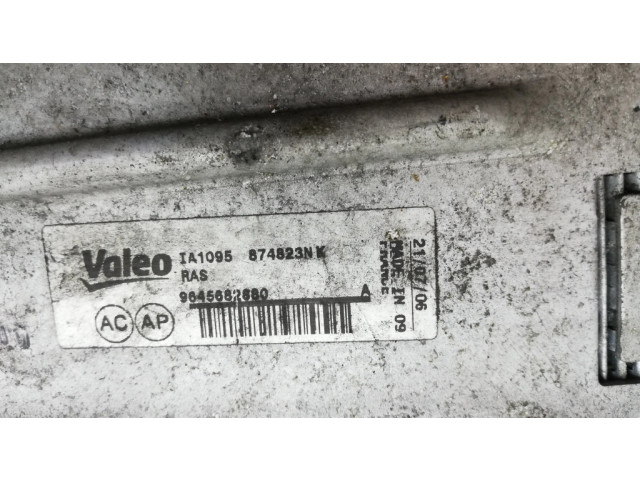 Valeo
IA1095 874823N
RAS
9645682880
A
AC AP
MADE IN
FRANCE
09
21/07/06